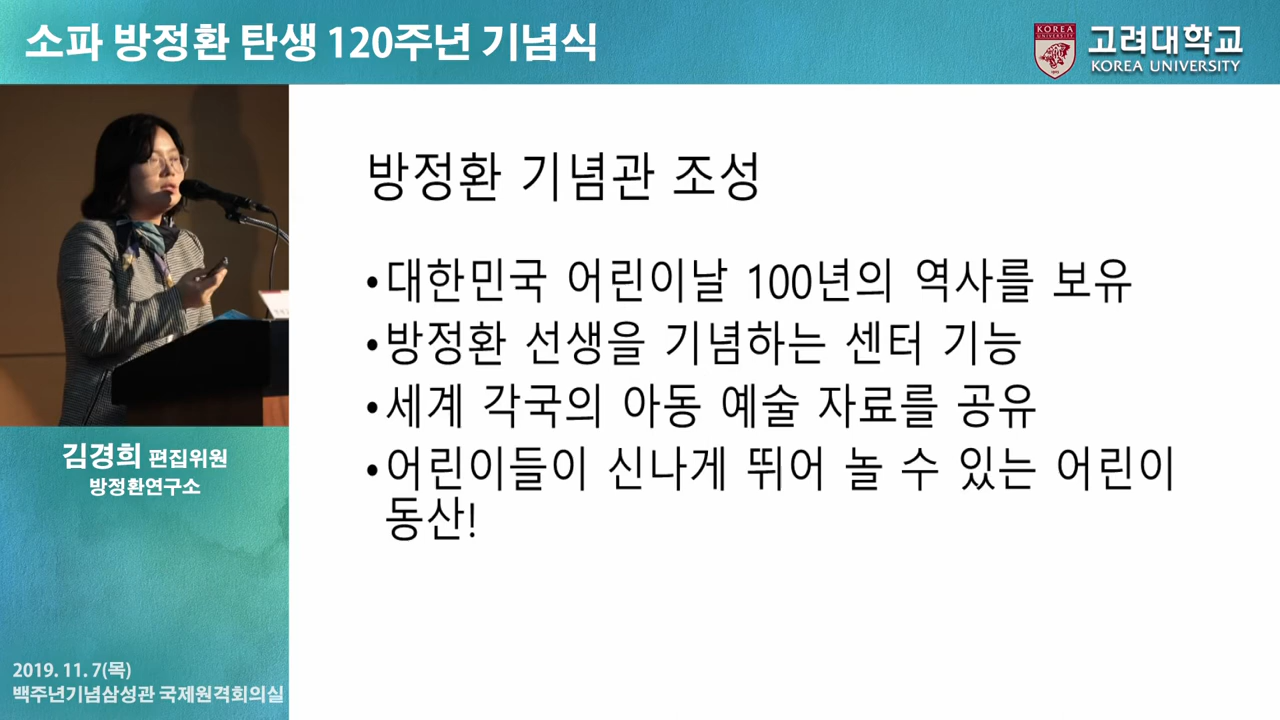 소파 방정환 탄생 120주년 기념식
KOREA
UNIVERSITY
1905
고려대학교
KOREA UNIVERSITY
방정환 기념관 조성
•대한민국 어린이날 100년의 역사를 보유
•방정환 선생을 기념하는 센터 기능
•세계 각국의 아동 예술 자료를 공유
•어린이들이 신나게 뛰어 놀 수 있는 어린이
동산!
김경희 편집위원
방정환연구소
2019. 11. 7(목)
백주년기념삼성관 국제원격회의실